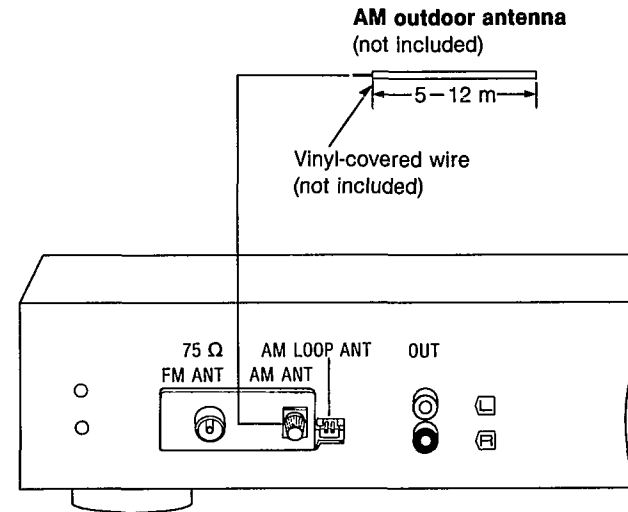 AM outdoor antenna
(not included)
5–12 m
Vinyl-covered wire
(not included)
75 Ω AM LOOP ANT OUT
FM ANT AM ANT
L
R